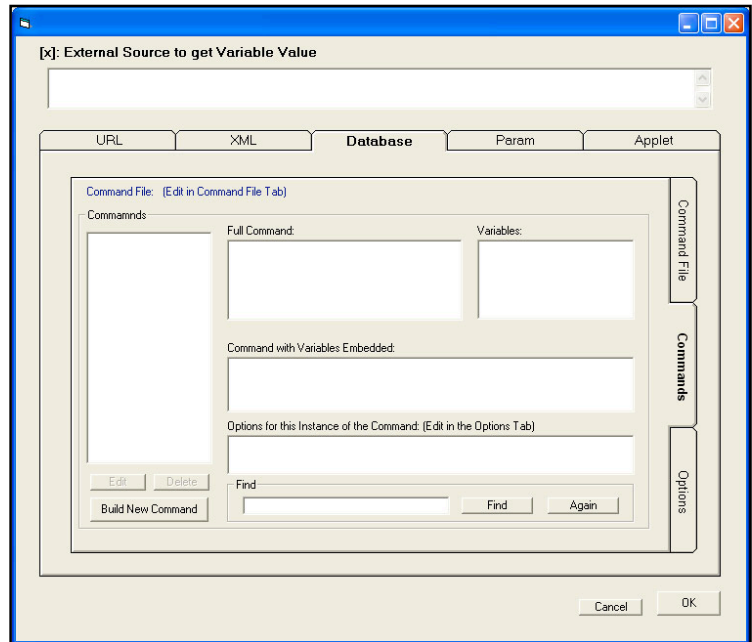 [x]: External Source to get Variable Value
URL XML Database Param Applet
Command File: (Edit in Command File Tab)
Commamnds
Full Command: Variables:
Command with Variables Embedded:
Options for this Instance of the Command: (Edit in the Options Tab)
Edit Delete
Build New Command
Find
Find Again
Command File
Commands
Options
Cancel OK